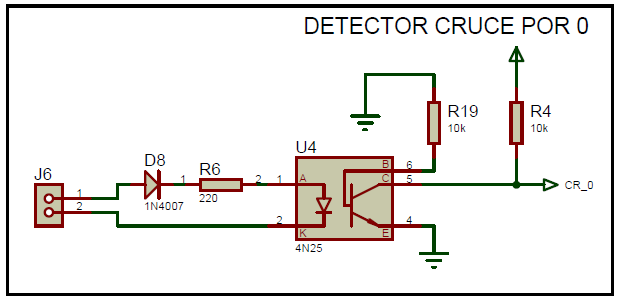 DETECTOR CRUCE POR 0
R19
10k
R4
10k
U4
J6
D8
R6
1
2
1N4007
1
2
220
1
2
A
K
B
C
E
6
5
4
4N25
CR_0